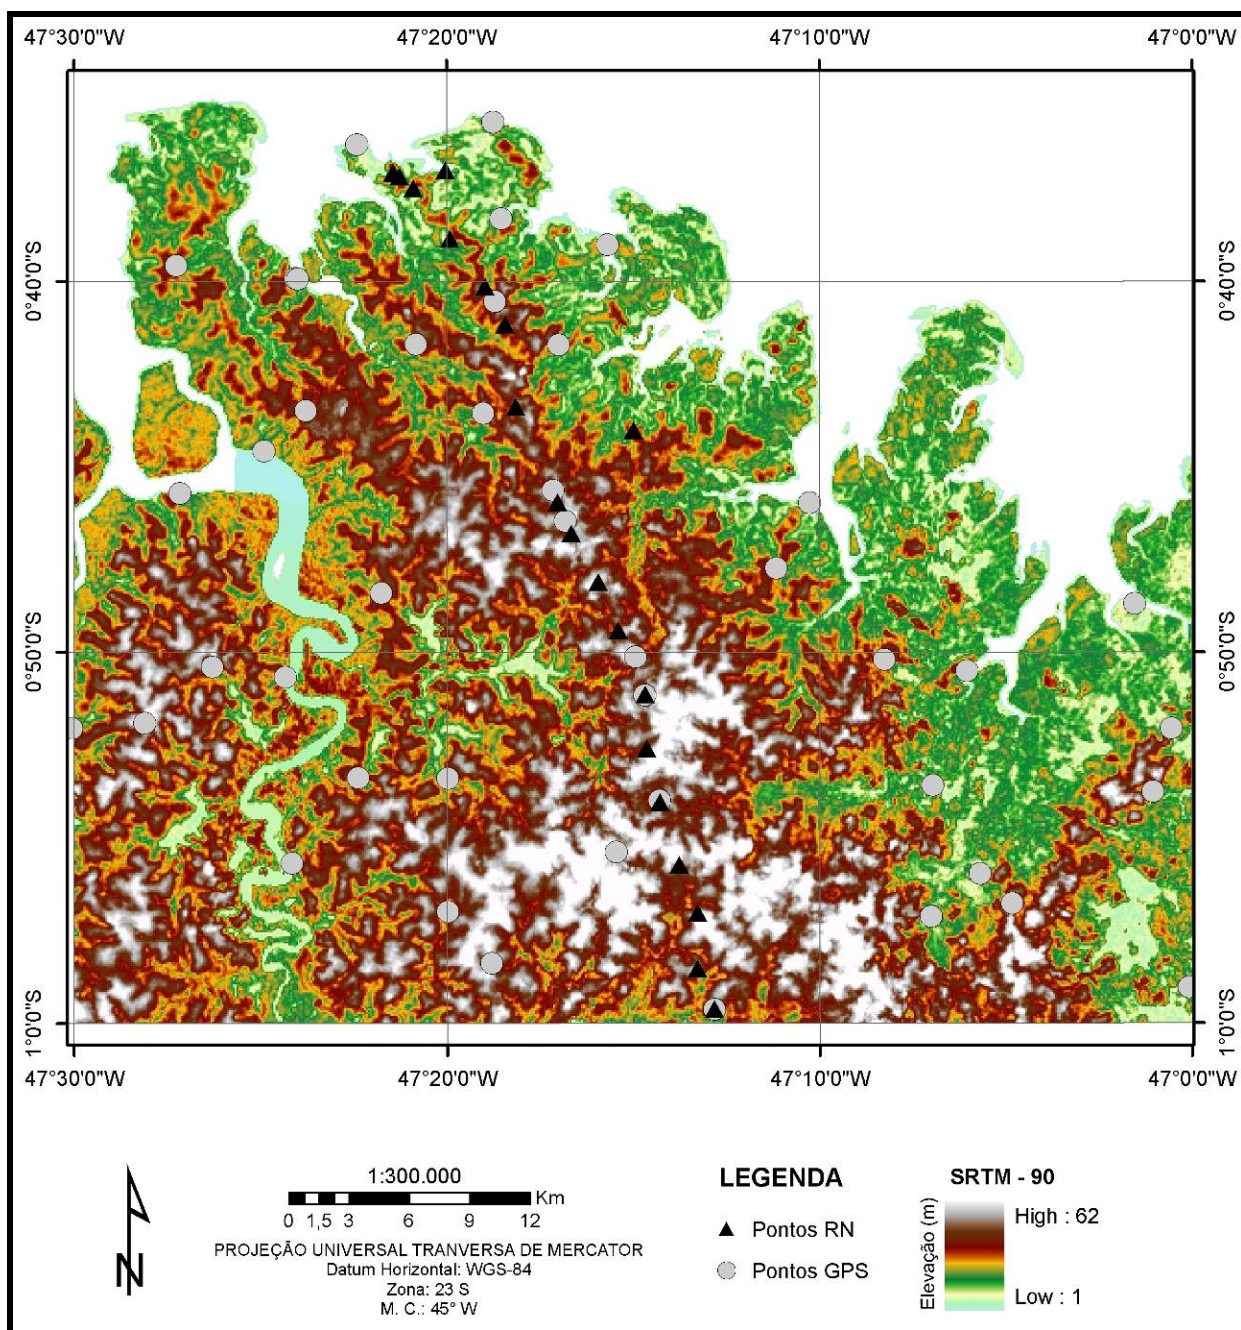 47°30'0"W 47°20'0"W 47°10'0"W 47°0'0"W
0°40'0"S 0°40'0"S
0°50'0"S 0°50'0"S
1°0'0"S 1°0'0"S
47°30'0"W 47°20'0"W 47°10'0"W 47°0'0"W
1:300.000
Km
0 1,5 3 6 9 12
PROJEÇÃO UNIVERSAL TRANVERSA DE MERCATOR
Datum Horizontal: WGS-84
Zona: 23 S
M. C.: 45° W
N
LEGENDA
Pontos RN
Pontos GPS
SRTM - 90
Elevação (m)
High : 62
Low : 1